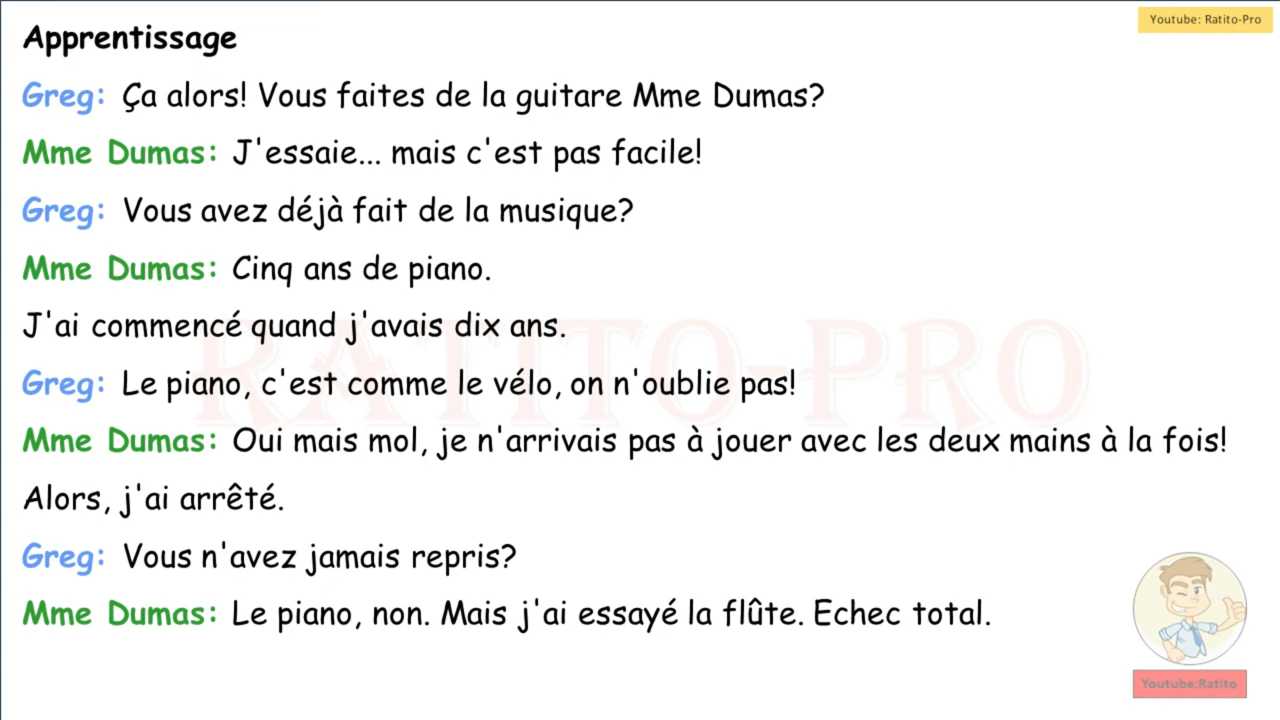 Youtube: Ratito-Pro
Apprentissage
Greg: Ça alors! Vous faites de la guitare Mme Dumas?
Mme Dumas: J'essaie... mais c'est pas facile!
Greg: Vous avez déjà fait de la musique?
Mme Dumas: Cinq ans de piano.
J'ai commencé quand j'avais dix ans.
RATITO-PRO
Greg: Le piano, c'est comme le vélo, on n'oublie pas!
Mme Dumas: Oui mais mol, je n'arrivais pas à jouer avec les deux mains à la fois!
Alors, j'ai arrêté.
Greg: Vous n'avez jamais repris?
Mme Dumas: Le piano, non. Mais j'ai essayé la flûte. Echec total.
Youtube:Ratito